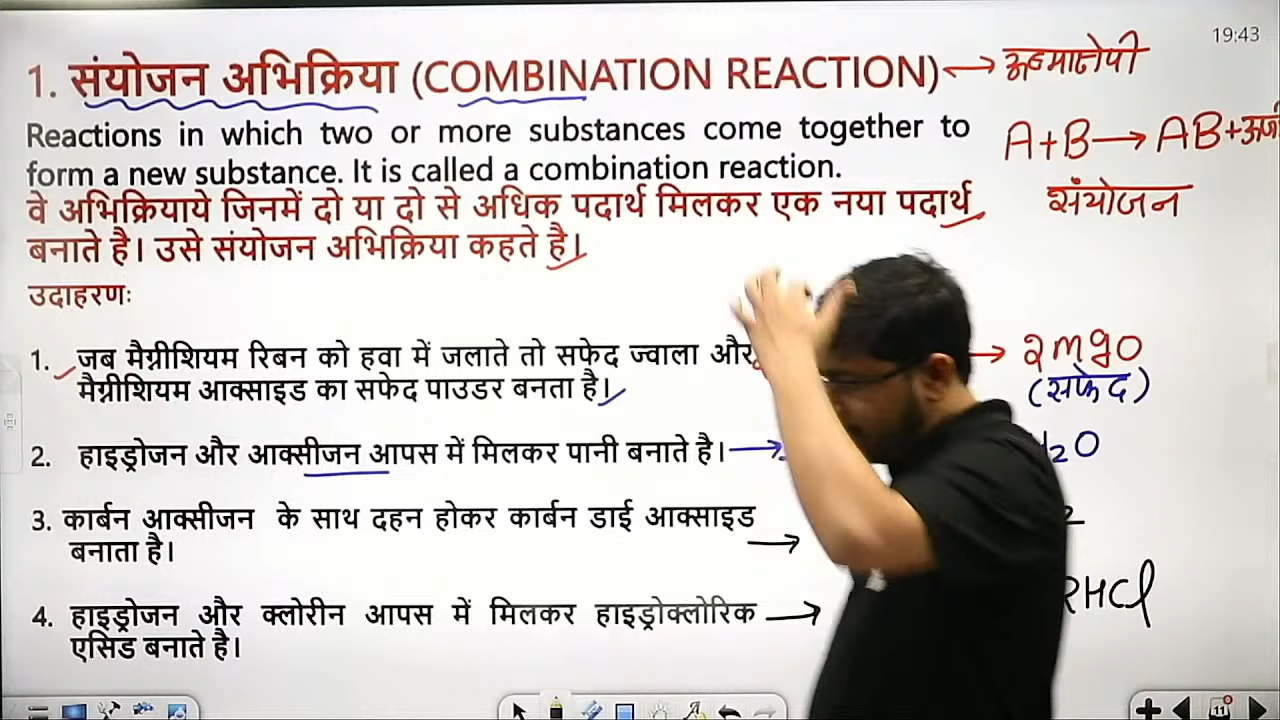 19:43
1. संयोजन अभिक्रिया (COMBINATION REACTION)
Reactions in which two or more substances come together to
form a new substance. It is called a combination reaction.
A+B→AB+
संयोजन
वे अभिक्रियाये जिनमें दो या दो से अधिक पदार्थ मिलकर एक नया पदार्थ
बनाते है। उसे संयोजन अभिक्रिया कहते है।
उदाहरणः
1. जब मैग्नीशियम रिबन को हवा में जलाते तो सफेद ज्वाला और
मैग्नीशियम आक्साइड का सफेद पाउडर बनता है।
→ 2MgO
(सफेद)
2. हाइड्रोजन और आक्सीजन आपस में मिलकर पानी बनाते है। →
2O
3. कार्बन आक्सीजन के साथ दहन होकर कार्बन डाई आक्साइड
बनाता है। →
2
4. हाइड्रोजन और क्लोरीन आपस में मिलकर हाइड्रोक्लोरिक →
एसिड बनाते है।
2HCl
11